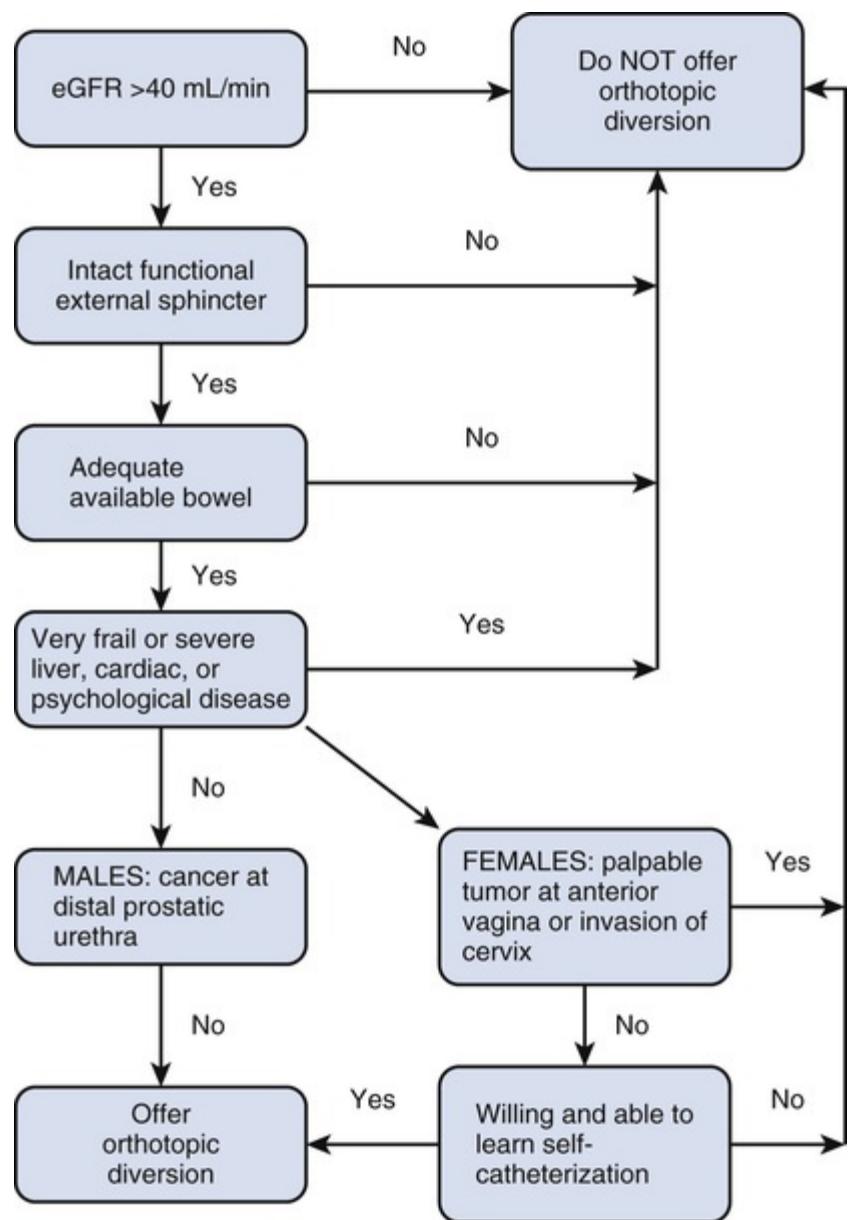 eGFR >40 mL/min
No
Do NOT offer
orthotopic
diversion
Yes
Intact functional
external sphincter
No
Yes
Adequate
available bowel
No
Yes
Very frail or severe
liver, cardiac, or
psychological disease
Yes
No
MALES: cancer at
distal prostatic
urethra
FEMALES: palpable
tumor at anterior
vagina or invasion of
cervix
Yes
No
No
Offer
orthotopic
diversion
Yes
Willing and able to
learn self-
catheterization
No